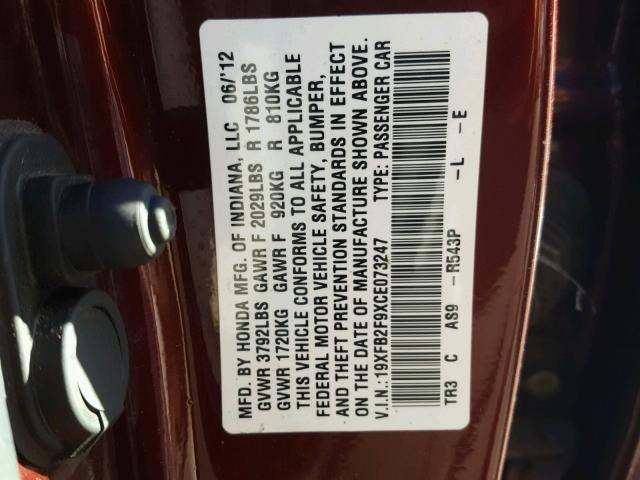 MFD. BY HONDA MFG. OF INDIANA, LLC 06/'12
GVWR 3792LBS GAWR F 2029LBS R 1786LBS
GVWR 1720KG GAWR F 920KG R 810KG
THIS VEHICLE CONFORMS TO ALL APPLICABLE
FEDERAL MOTOR VEHICLE SAFETY, BUMPER,
AND THEFT PREVENTION STANDARDS IN EFFECT
ON THE DATE OF MANUFACTURE SHOWN ABOVE.
V.I.N.:19XFB2F9XCE073247 TYPE: PASSENGER CAR
TR3 C AS9 -R543P -L -E